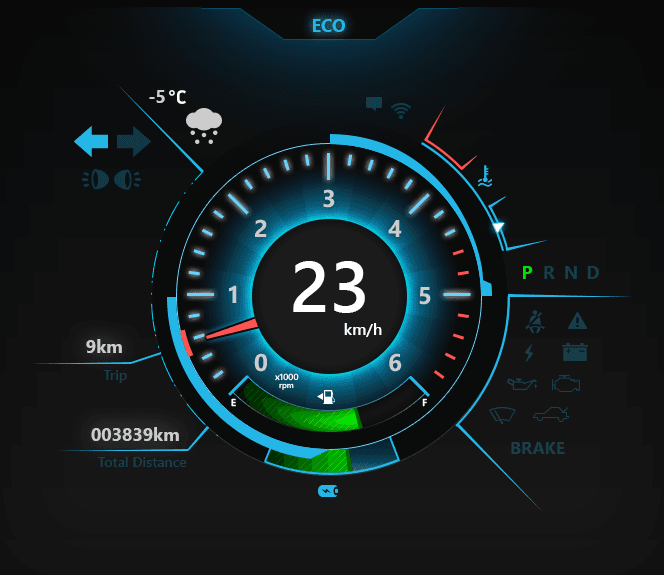 ECO
-5 °C
3
2
4
1
5
23
km/h
P R N D
9km
Trip
0
6
x1000
rpm
E
F
003839km
Total Distance
BRAKE